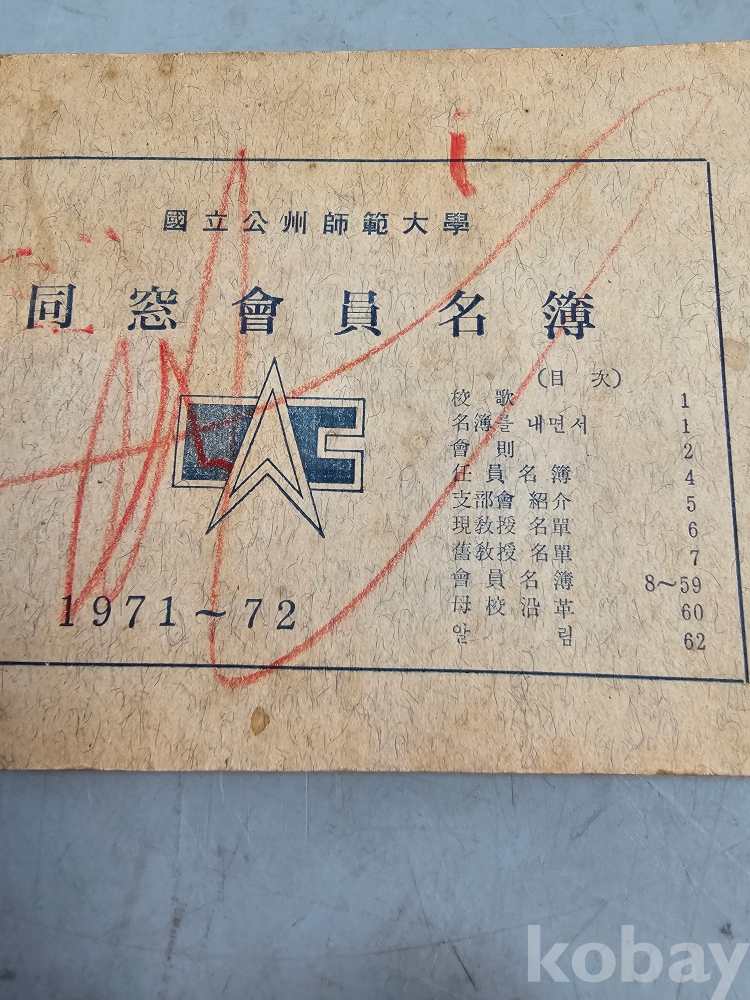 國立公州師範大學
同窓會員名簿
(目次)
校歌 1
名簿를 내면서 1
會則 2
任員名簿 4
支部會紹介 5
現教授名單 6
舊教授名單 7
會員名簿 8~59
母校沿革 60
알림 62
1971~72
kobay